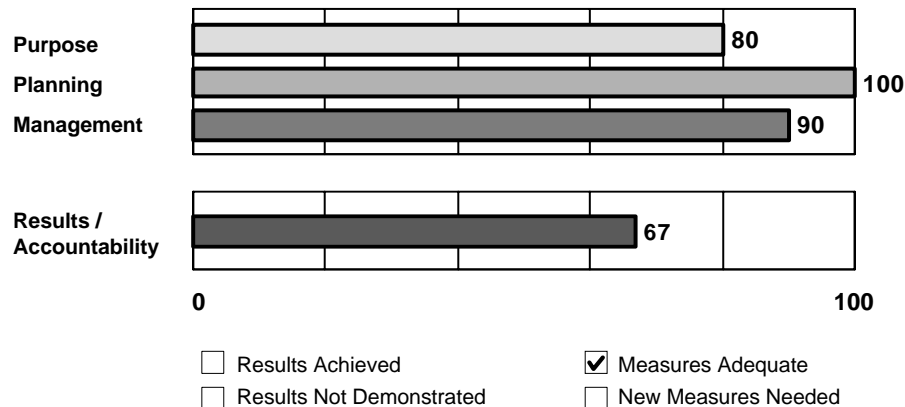 Purpose 80
Planning 100
Management 90
Results /
Accountability 67
0 100
Results Achieved Measures Adequate
Results Not Demonstrated New Measures Needed